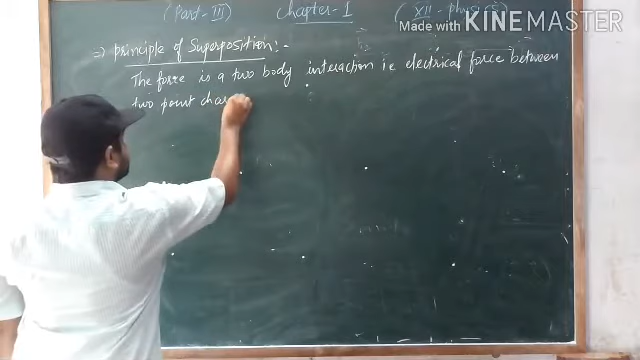 (Part-III) Chapter-1 (XII-Physics)
Made with KINEMASTER
⇒ principle of Superposition:-
The force is a two body interaction i.e electrical force between
two point char